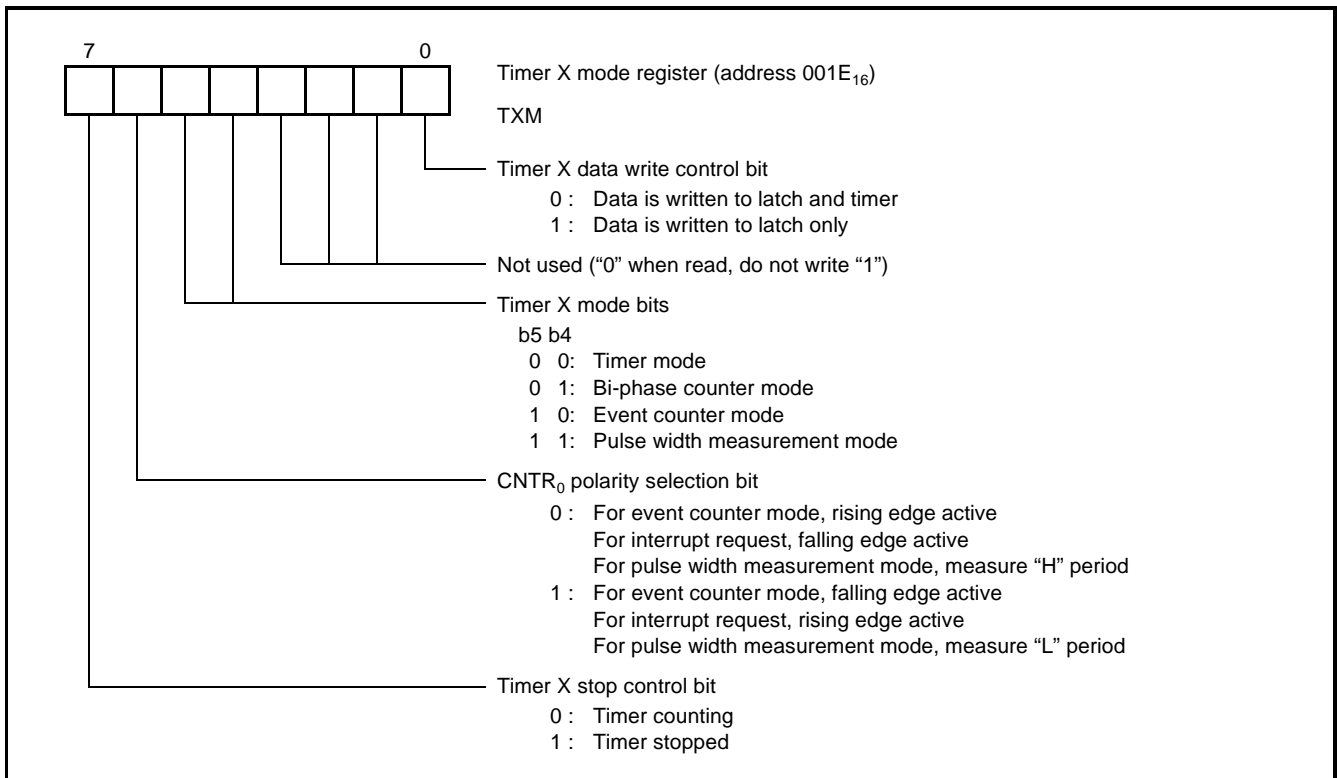 7 0
Timer X mode register (address 001E₁₆)
TXM
Timer X data write control bit
0 : Data is written to latch and timer
1 : Data is written to latch only
Not used (“0” when read, do not write “1”)
Timer X mode bits
b5 b4
0 0: Timer mode
0 1: Bi-phase counter mode
1 0: Event counter mode
1 1: Pulse width measurement mode
CNTR₀ polarity selection bit
0 : For event counter mode, rising edge active
For interrupt request, falling edge active
For pulse width measurement mode, measure “H” period
1 : For event counter mode, falling edge active
For interrupt request, rising edge active
For pulse width measurement mode, measure “L” period
Timer X stop control bit
0 : Timer counting
1 : Timer stopped